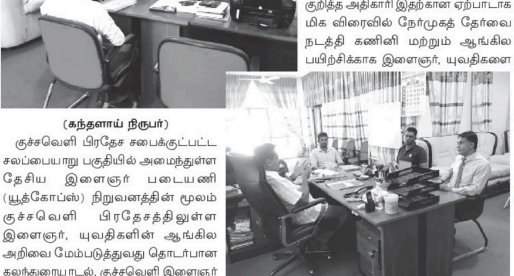 (கந்தளாய் நிருபர்)
குச்சவெளி பிரதேச சபைக்குட்பட்ட
சலப்பையாறு பகுதியில் அமைந்துள்ள
தேசிய இளைஞர் படையணி
(யூத்கோப்ஸ்) நிறுவனத்தின் மூலம்
குச்சவெளி பிரதேசத்திலுள்ள
இளைஞர், யுவதிகளின் ஆங்கில
அறிவை மேம்படுத்துவது தொடர்பான
கலந்துரையாடல், குச்சவெளி இளைஞர்
குறித்த அதிகாரி இதற்கான ஏற்பாடாக
மிக விரைவில் நேர்முகத் தேர்வை
நடத்தி கணினி மற்றும் ஆங்கில
பயிற்சிக்காக இளைஞர், யுவதிகளை